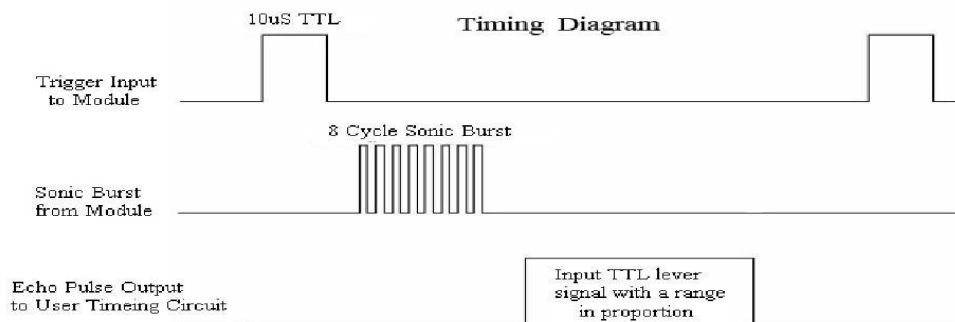 10uS TTL
Timing Diagram
Trigger Input
to Module
8 Cycle Sonic Burst
Sonic Burst
from Module
Echo Pulse Output
to User Timeing Circuit
Input TTL lever
signal with a range
in proportion